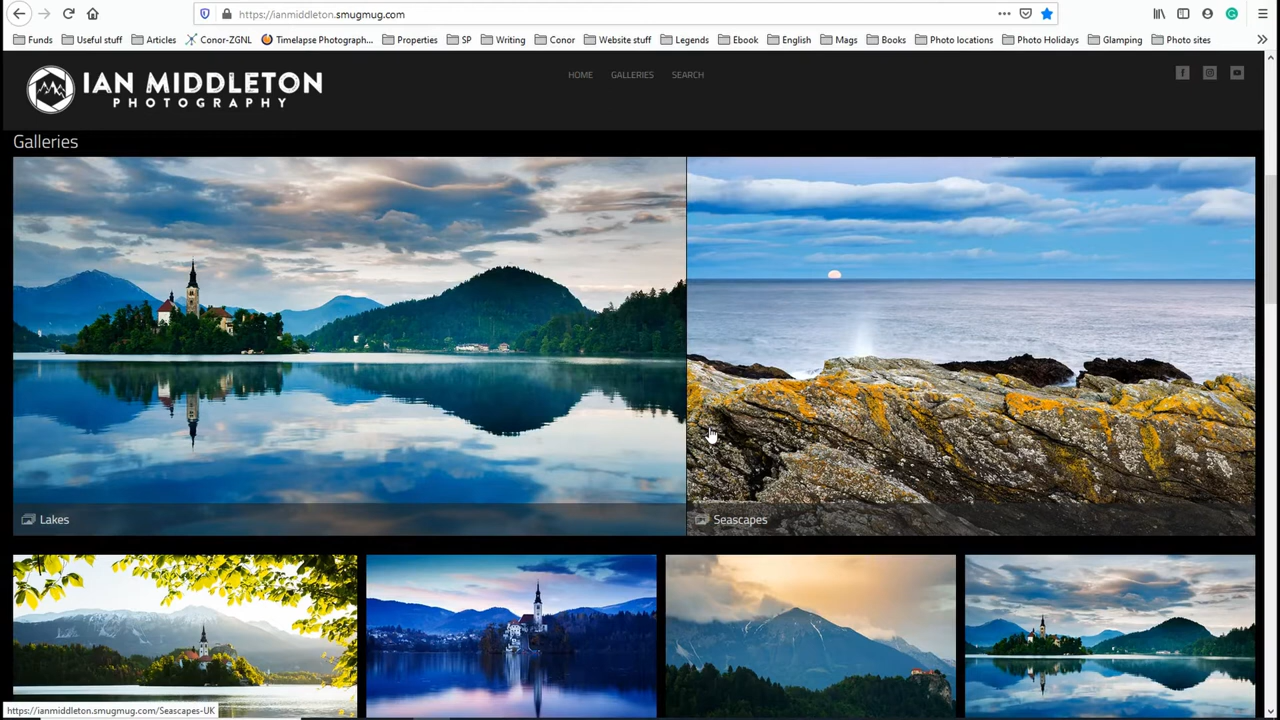 https://ianmiddleton.smugmug.com
Funds Useful stuff Articles Conor-ZGNL Timelapse Photograph... Properties SP Writing Conor Website stuff Legends Ebook English Mags Books Photo locations Photo Holidays Glamping Photo sites
IAN MIDDLETON
PHOTOGRAPHY
HOME GALLERIES SEARCH
Galleries
Lakes
Seascapes
https://ianmiddleton.smugmug.com/Seascapes-UK